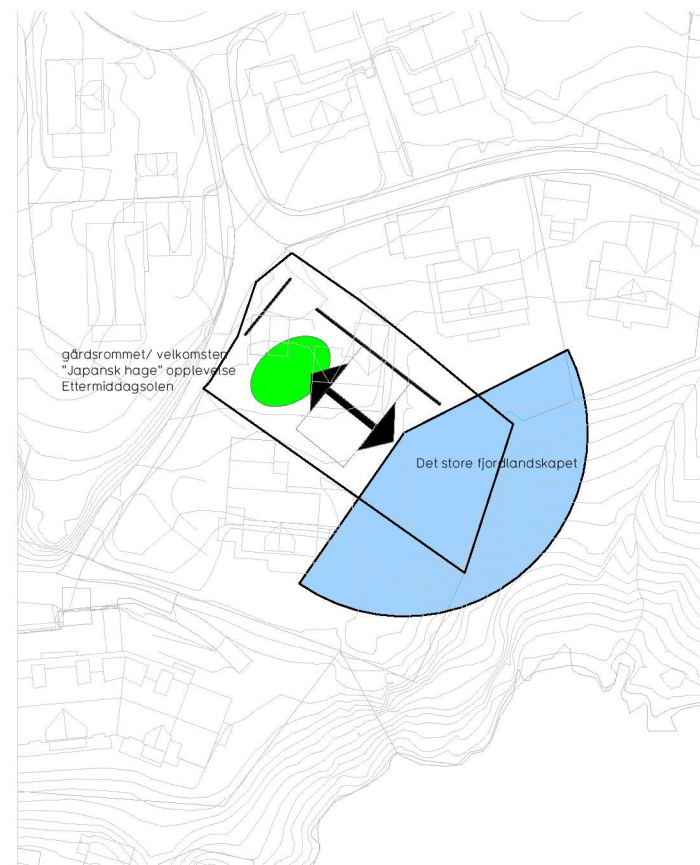 gårdsrommet/ velkomsten
"Japansk hage" opplevelse
Ettermiddagsolen
Det store fjordlandskapet